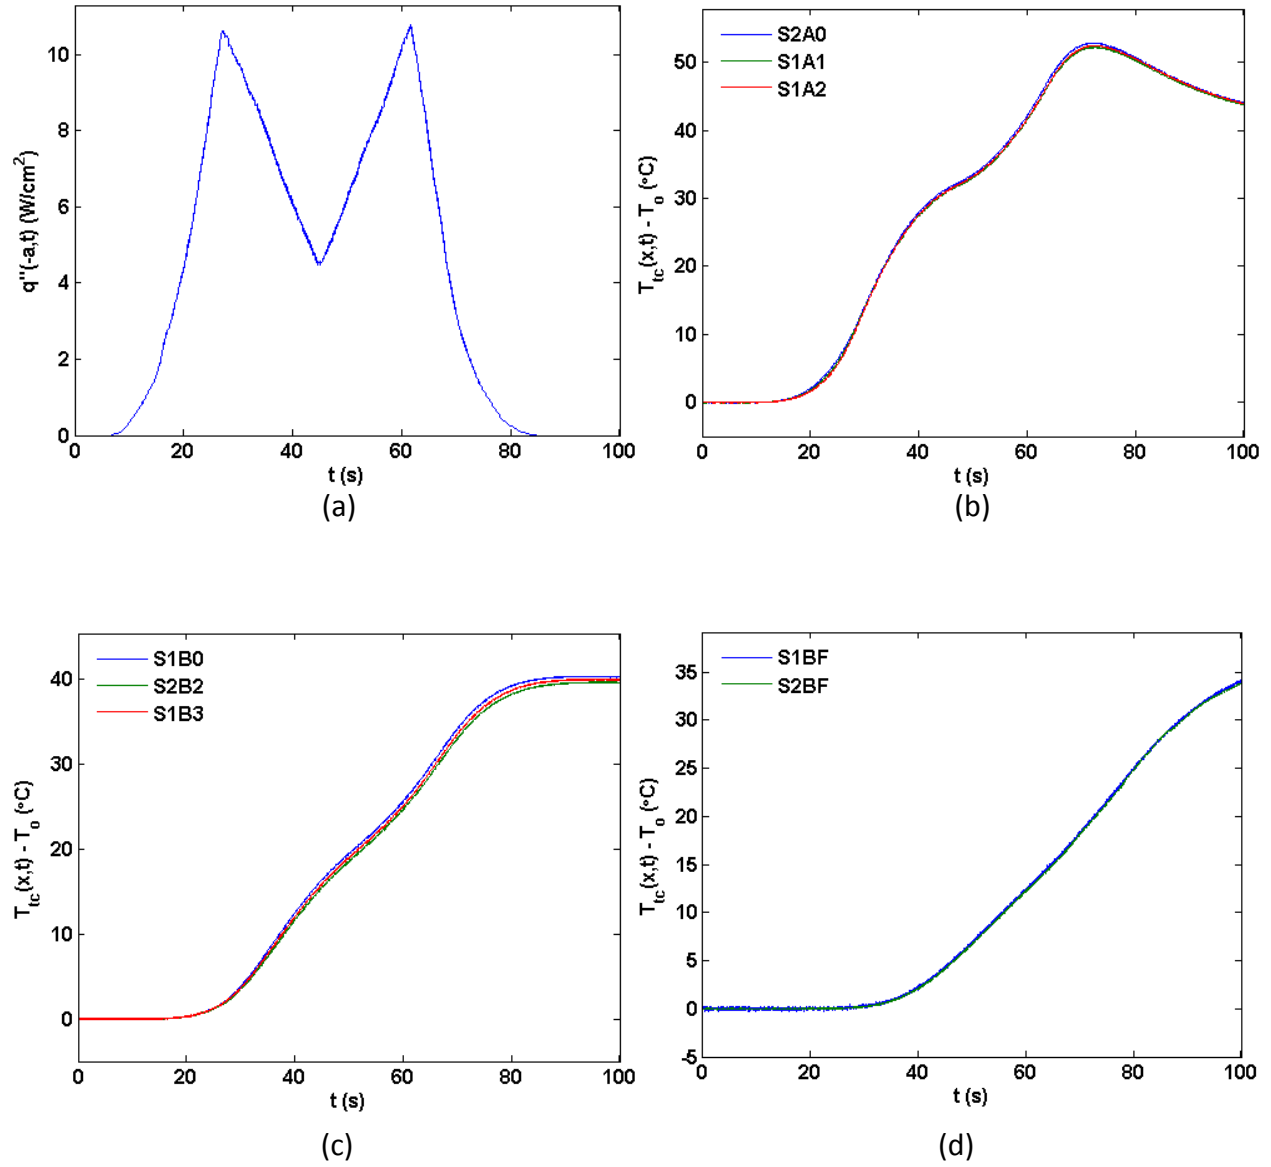 10
8
6
4
2
0
q"(-a,t) (W/cm²)
0 20 40 60 80 100
t (s)
(a)
S2A0
S1A1
S1A2
50
40
30
20
10
0
T_tc(x,t) - T_o (°C)
0 20 40 60 80 100
t (s)
(b)
S1B0
S2B2
S1B3
40
30
20
10
0
T_tc(x,t) - T_o (°C)
0 20 40 60 80 100
t (s)
(c)
S1BF
S2BF
35
30
25
20
15
10
5
0
-5
T_tc(x,t) - T_o (°C)
0 20 40 60 80 100
t (s)
(d)